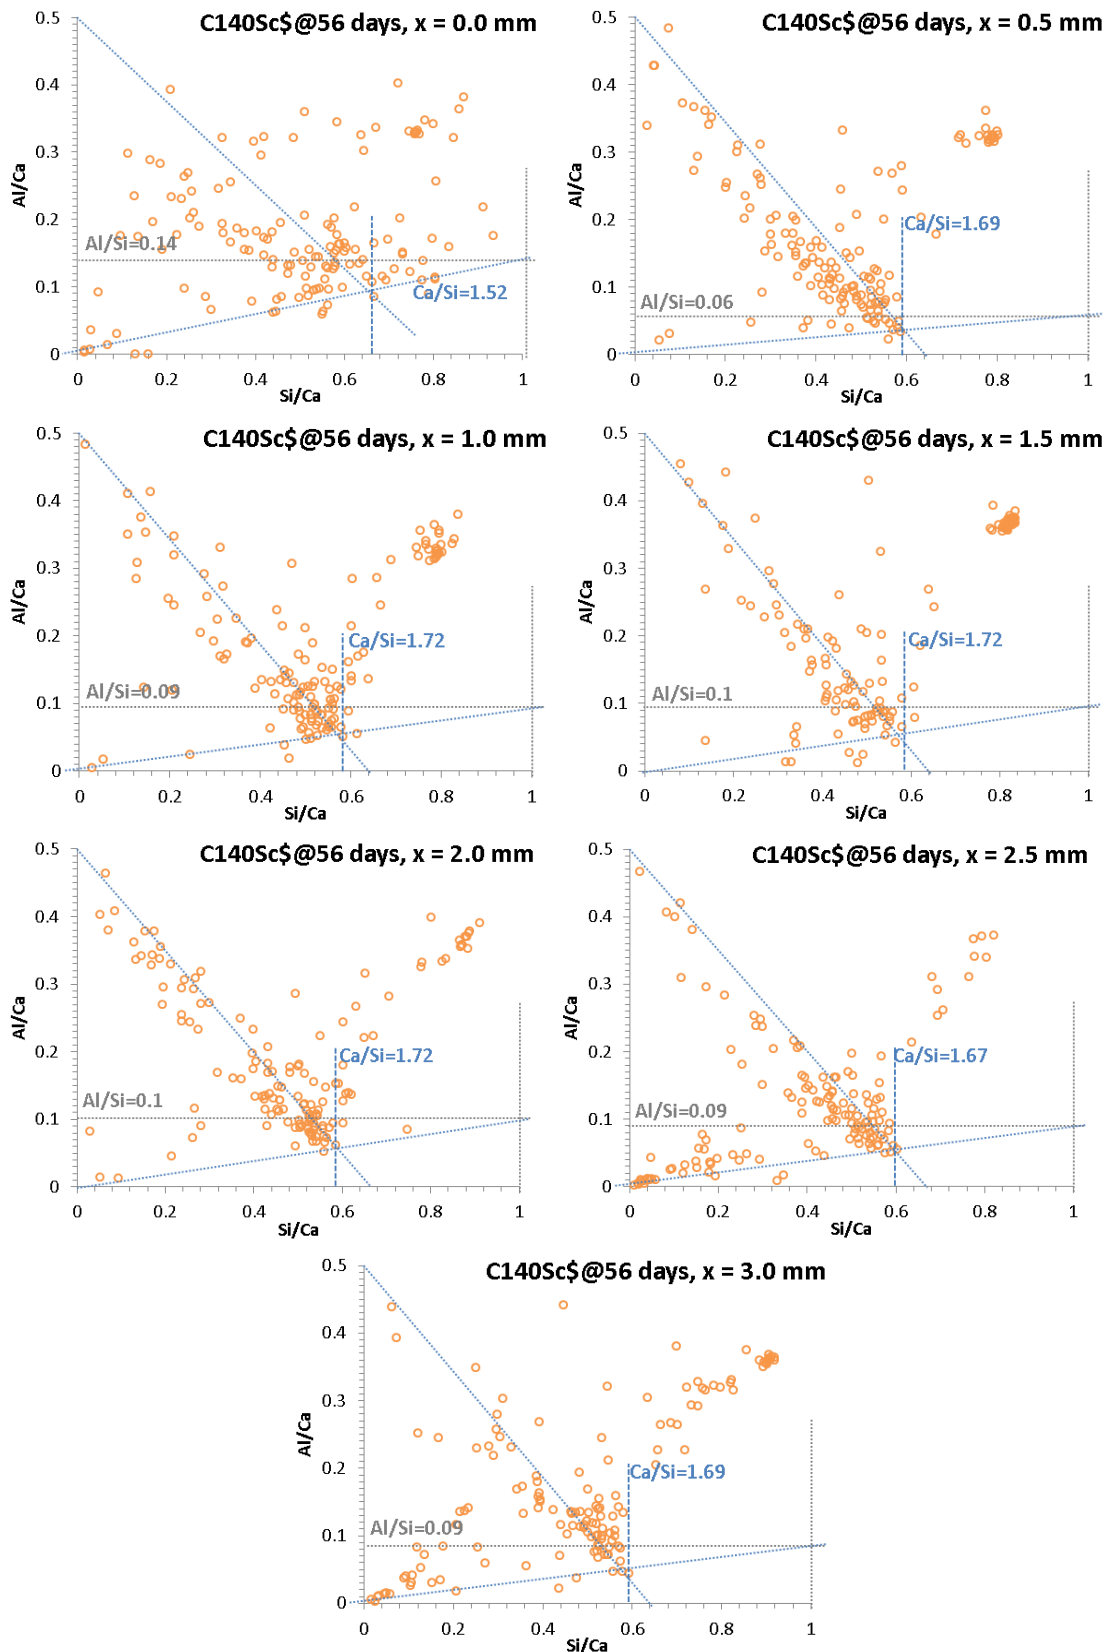 C140Sc$@56 days, x = 0.0 mm
0.5
0.4
0.3
0.2
0.1
0
Al/Ca
Al/Si=0.14
Ca/Si=1.52
0 0.2 0.4 0.6 0.8 1
Si/Ca
C140Sc$@56 days, x = 0.5 mm
0.5
0.4
0.3
0.2
0.1
0
Al/Ca
Ca/Si=1.69
Al/Si=0.06
0 0.2 0.4 0.6 0.8 1
Si/Ca
C140Sc$@56 days, x = 1.0 mm
0.5
0.4
0.3
0.2
0.1
0
Al/Ca
Ca/Si=1.72
Al/Si=0.09
0 0.2 0.4 0.6 0.8 1
Si/Ca
C140Sc$@56 days, x = 1.5 mm
0.5
0.4
0.3
0.2
0.1
0
Al/Ca
Ca/Si=1.72
Al/Si=0.1
0 0.2 0.4 0.6 0.8 1
Si/Ca
C140Sc$@56 days, x = 2.0 mm
0.5
0.4
0.3
0.2
0.1
0
Al/Ca
Ca/Si=1.72
Al/Si=0.1
0 0.2 0.4 0.6 0.8 1
Si/Ca
C140Sc$@56 days, x = 2.5 mm
0.5
0.4
0.3
0.2
0.1
0
Al/Ca
Ca/Si=1.67
Al/Si=0.09
0 0.2 0.4 0.6 0.8 1
Si/Ca
C140Sc$@56 days, x = 3.0 mm
0.5
0.4
0.3
0.2
0.1
0
Al/Ca
Ca/Si=1.69
Al/Si=0.09
0 0.2 0.4 0.6 0.8 1
Si/Ca